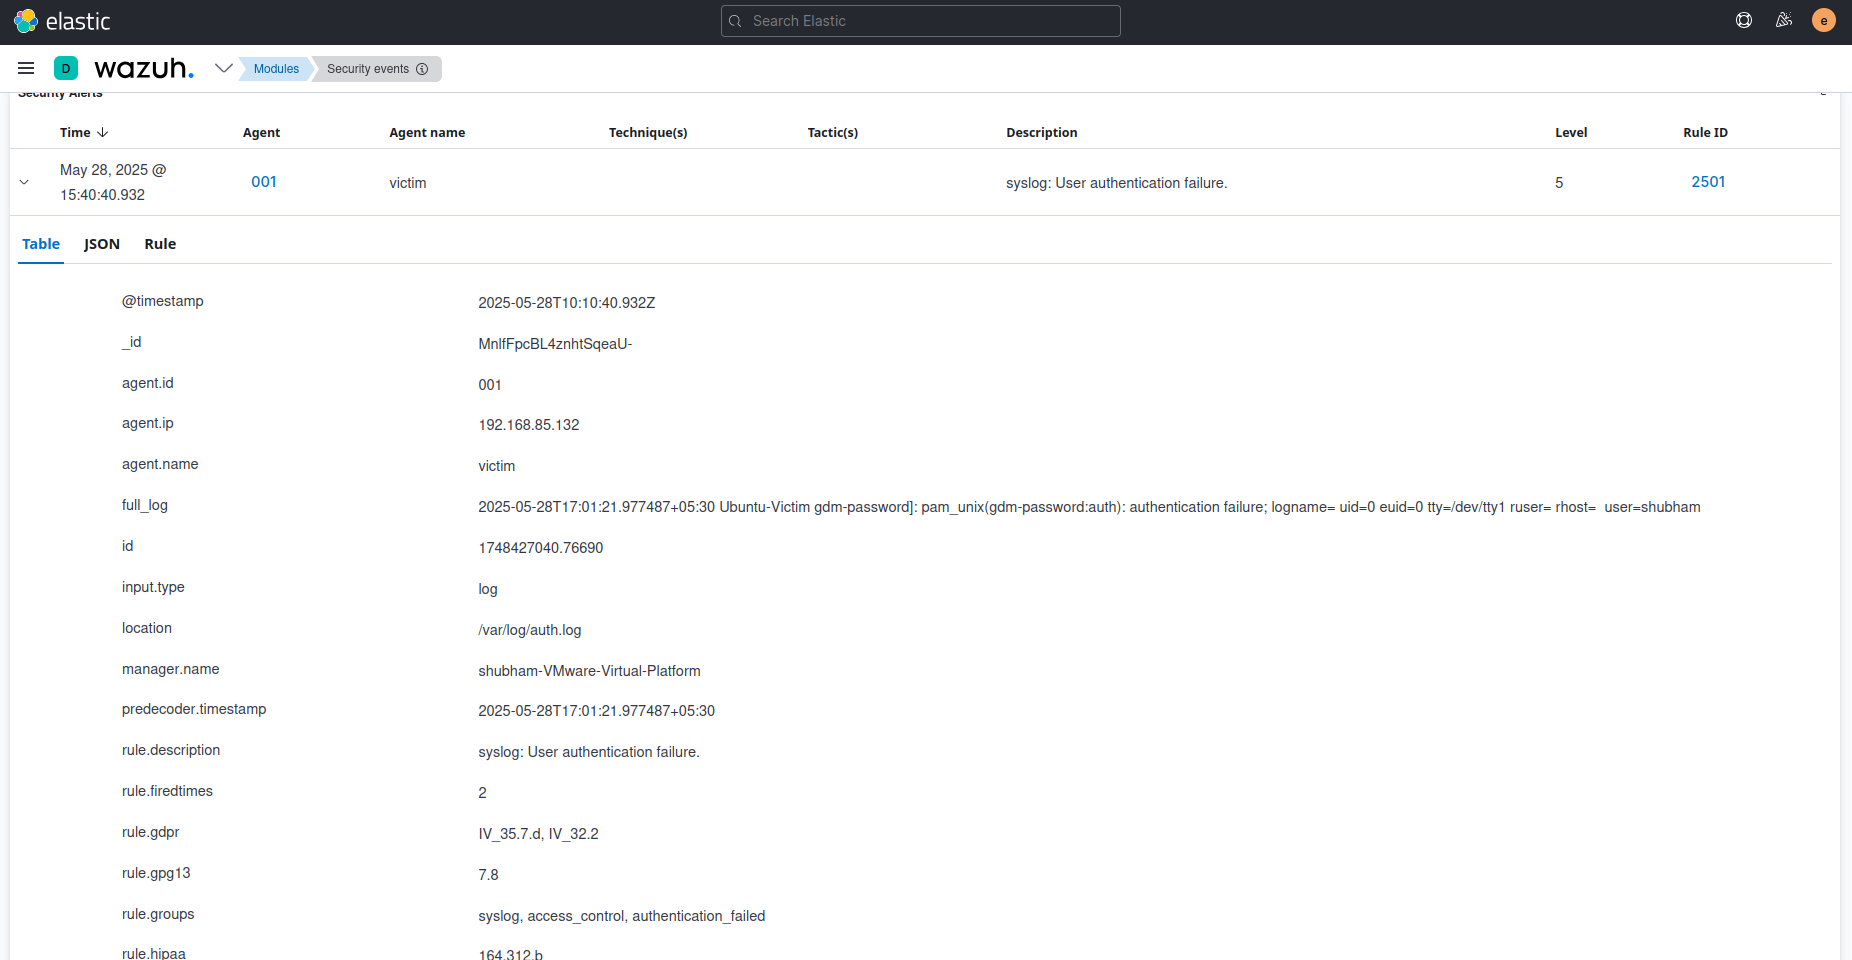 elastic
Search Elastic
e
D
wazuh.
Modules
Security events
Security Alerts
Time Agent Agent name Technique(s) Tactic(s) Description Level Rule ID
May 28, 2025 @ 
15:40:40.932
001 victim syslog: User authentication failure. 5 2501
Table JSON Rule
@timestamp 2025-05-28T10:10:40.932Z
_id MnlfFpcBL4znhtSqeaU-
agent.id 001
agent.ip 192.168.85.132
agent.name victim
full_log 2025-05-28T17:01:21.977487+05:30 Ubuntu-Victim gdm-password]: pam_unix(gdm-password:auth): authentication failure; logname= uid=0 euid=0 tty=/dev/tty1 ruser= rhost=  user=shubham
id 1748427040.76690
input.type log
location /var/log/auth.log
manager.name shubham-VMware-Virtual-Platform
predecoder.timestamp 2025-05-28T17:01:21.977487+05:30
rule.description syslog: User authentication failure.
rule.firedtimes 2
rule.gdpr IV_35.7.d, IV_32.2
rule.gpg13 7.8
rule.groups syslog, access_control, authentication_failed
rule.hipaa 164.312.b